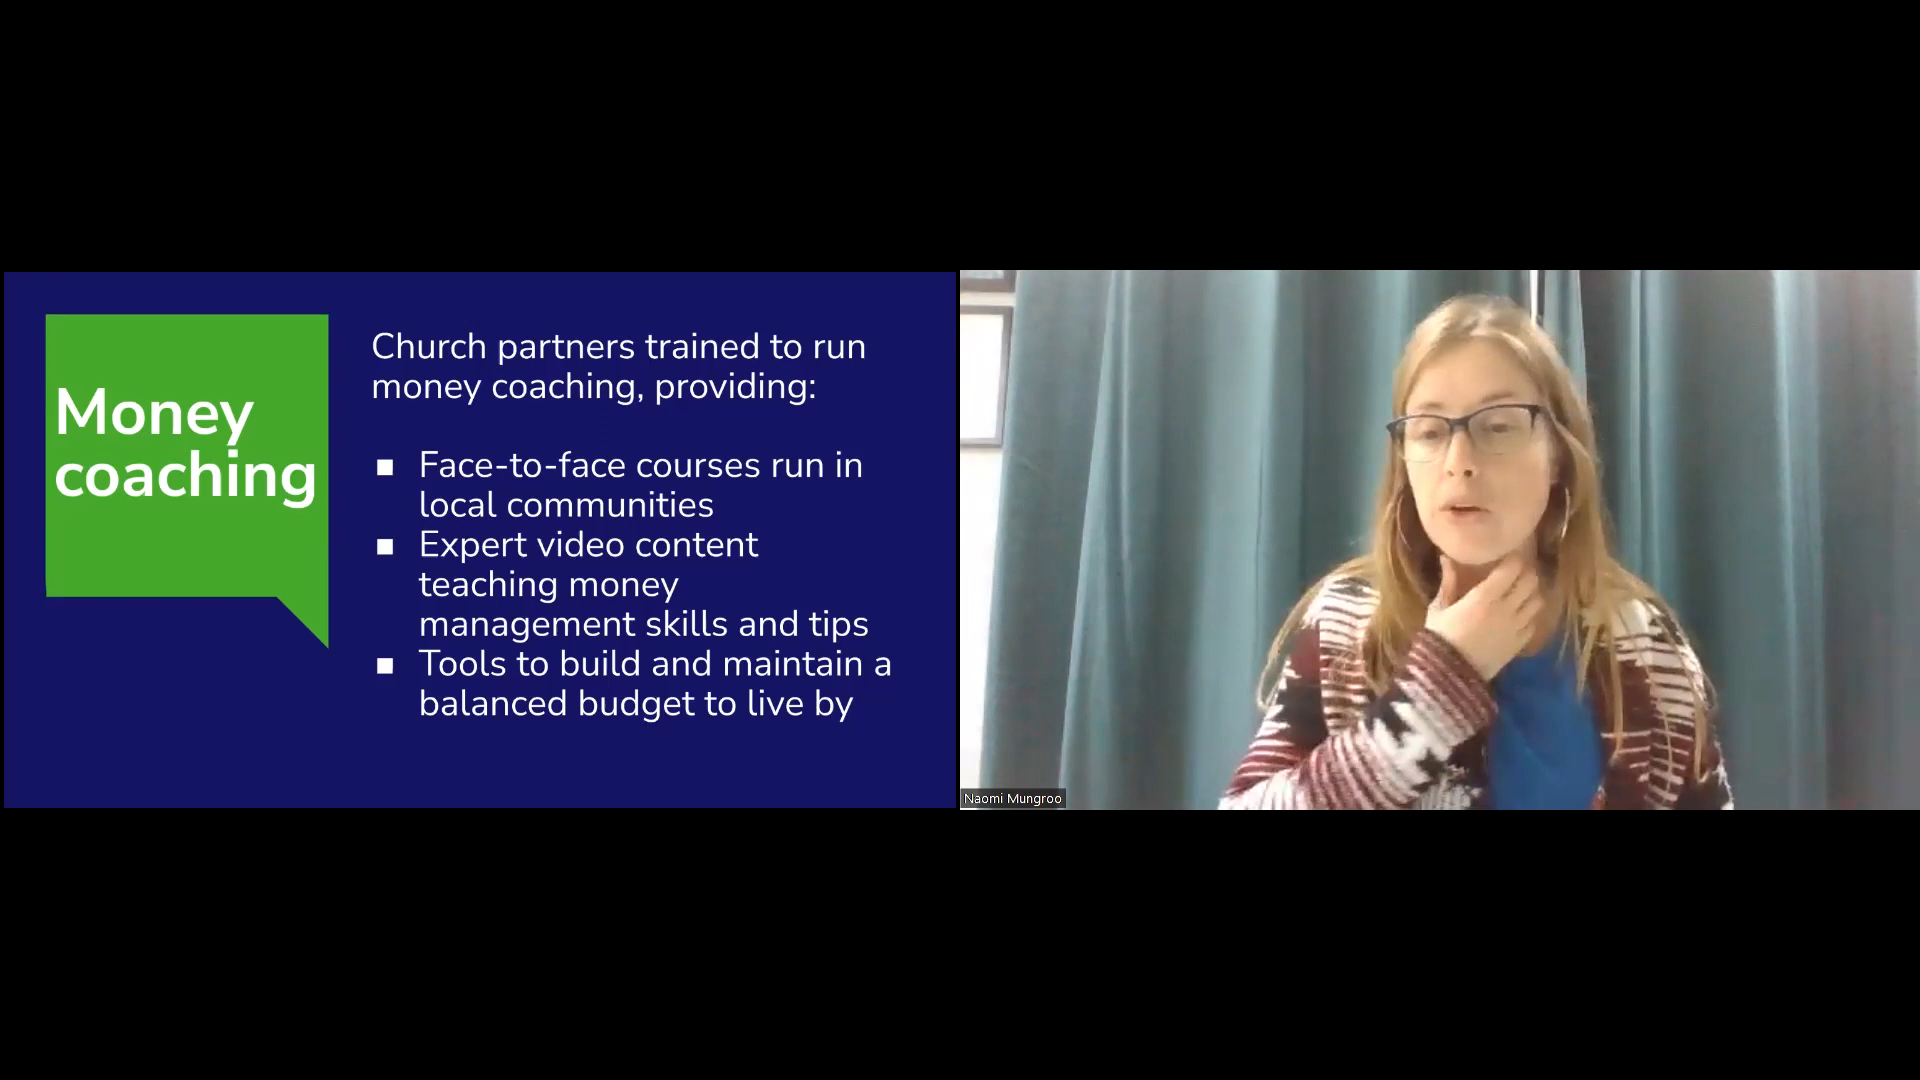 Money
coaching
Church partners trained to run
money coaching, providing:
▪ Face-to-face courses run in
local communities
▪ Expert video content
teaching money
management skills and tips
▪ Tools to build and maintain a
balanced budget to live by
Naomi Mungroo